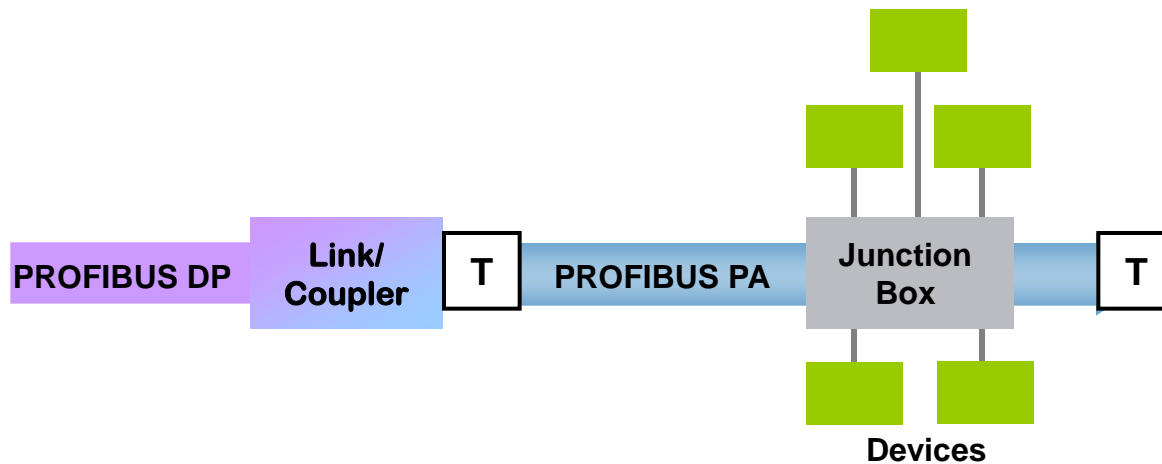 PROFIBUS DP
Link/
Coupler
T
PROFIBUS PA
Junction
Box
T
Devices